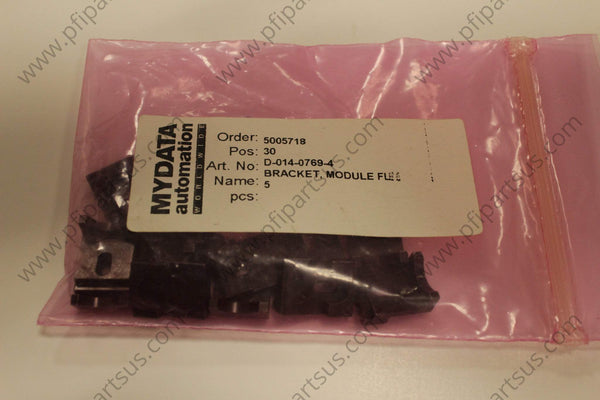 MYDATA
automation
WORLDWIDE
Order: 5005718
Pos: 30
Art. No: D-014-0769-4
Name: BRACKET, MODULE
pcs: 5
www.pfipartsus.com